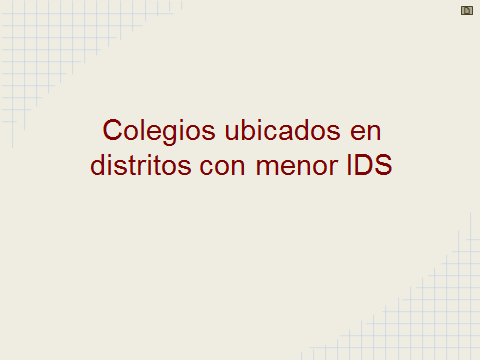 Colegios ubicados en
distritos con menor IDS